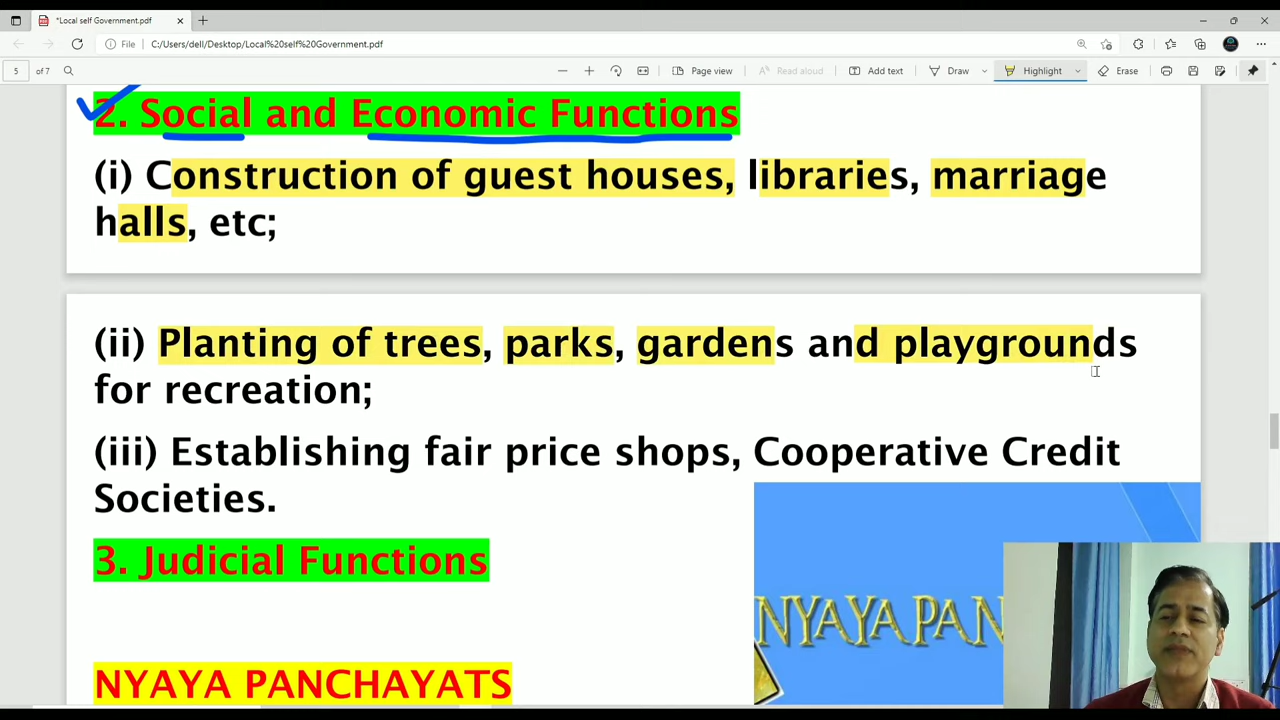 *Local self Government.pdf
File
C:/Users/dell/Desktop/Local%20self%20Government.pdf
5 of 7
Page view
Read aloud
Add text
Draw
Highlight
Erase
2. Social and Economic Functions
(i) Construction of guest houses, libraries, marriage
halls, etc;
(ii) Planting of trees, parks, gardens and playgrounds
for recreation;
(iii) Establishing fair price shops, Cooperative Credit
Societies.
3. Judicial Functions
NYAYA PAN
NYAYA PANCHAYATS